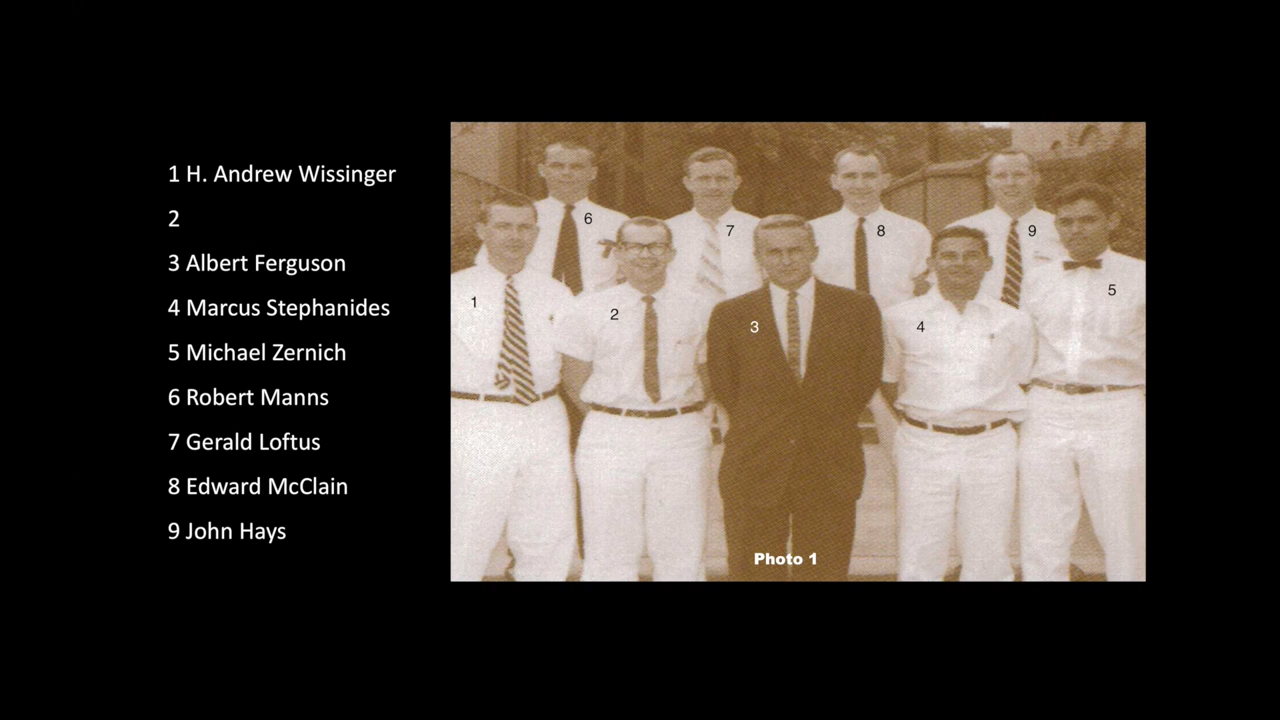 1 H. Andrew Wissinger
2
3 Albert Ferguson
4 Marcus Stephanides
5 Michael Zernich
6 Robert Manns
7 Gerald Loftus
8 Edward McClain
9 John Hays
6
7
8
9
1
2
3
4
5
Photo 1